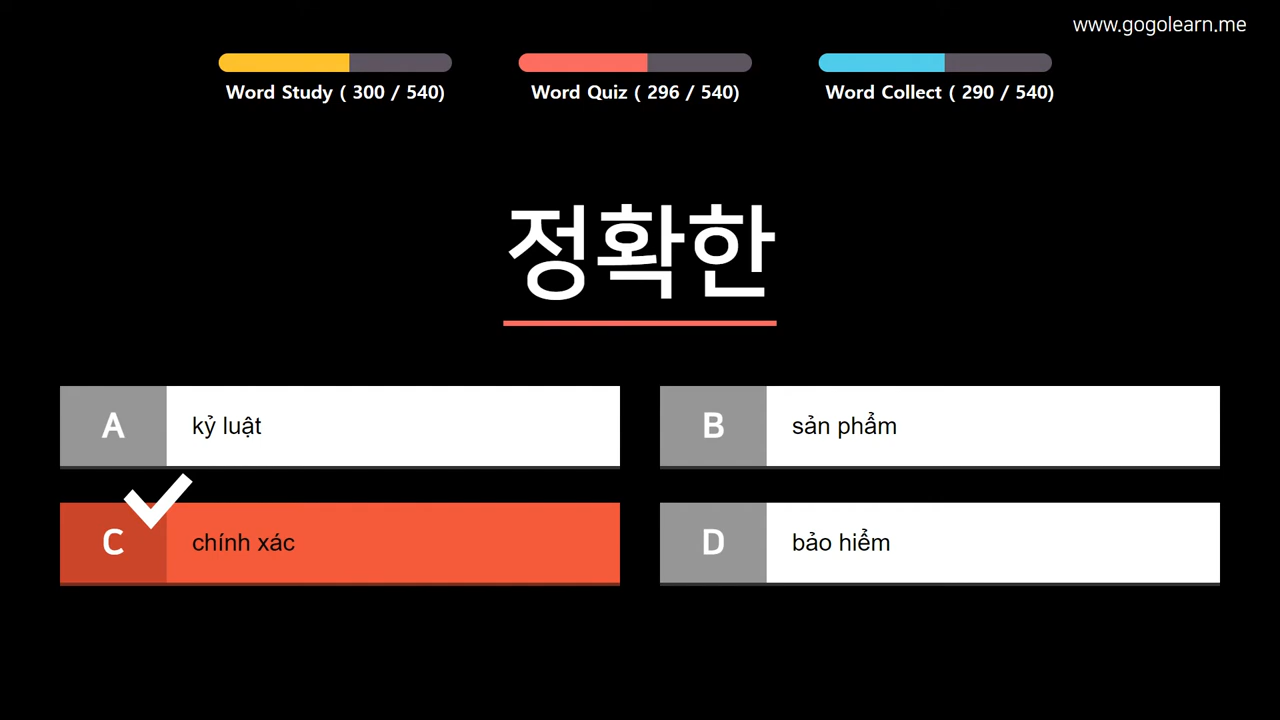 www.gogolearn.me
Word Study ( 300 / 540)
Word Quiz ( 296 / 540)
Word Collect ( 290 / 540)
정확한
A kỷ luật
B sản phẩm
C chính xác
D bảo hiểm